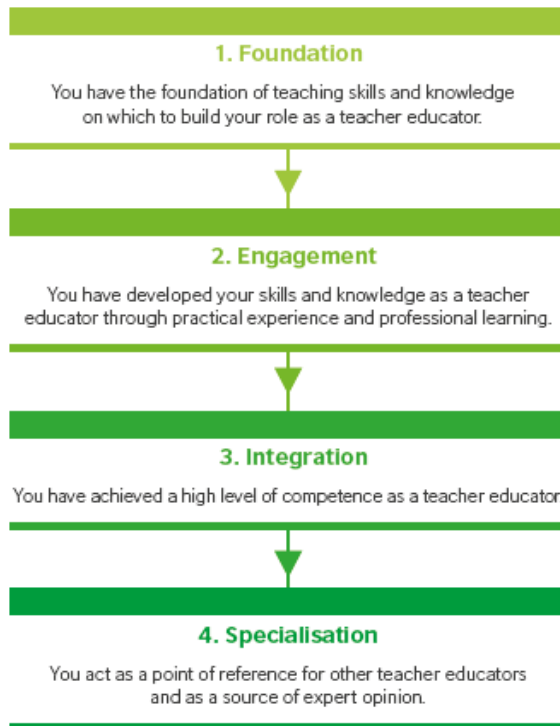 1. Foundation
You have the foundation of teaching skills and knowledge
on which to build your role as a teacher educator.
2. Engagement
You have developed your skills and knowledge as a teacher
educator through practical experience and professional learning.
3. Integration
You have achieved a high level of competence as a teacher educator
4. Specialisation
You act as a point of reference for other teacher educators
and as a source of expert opinion.